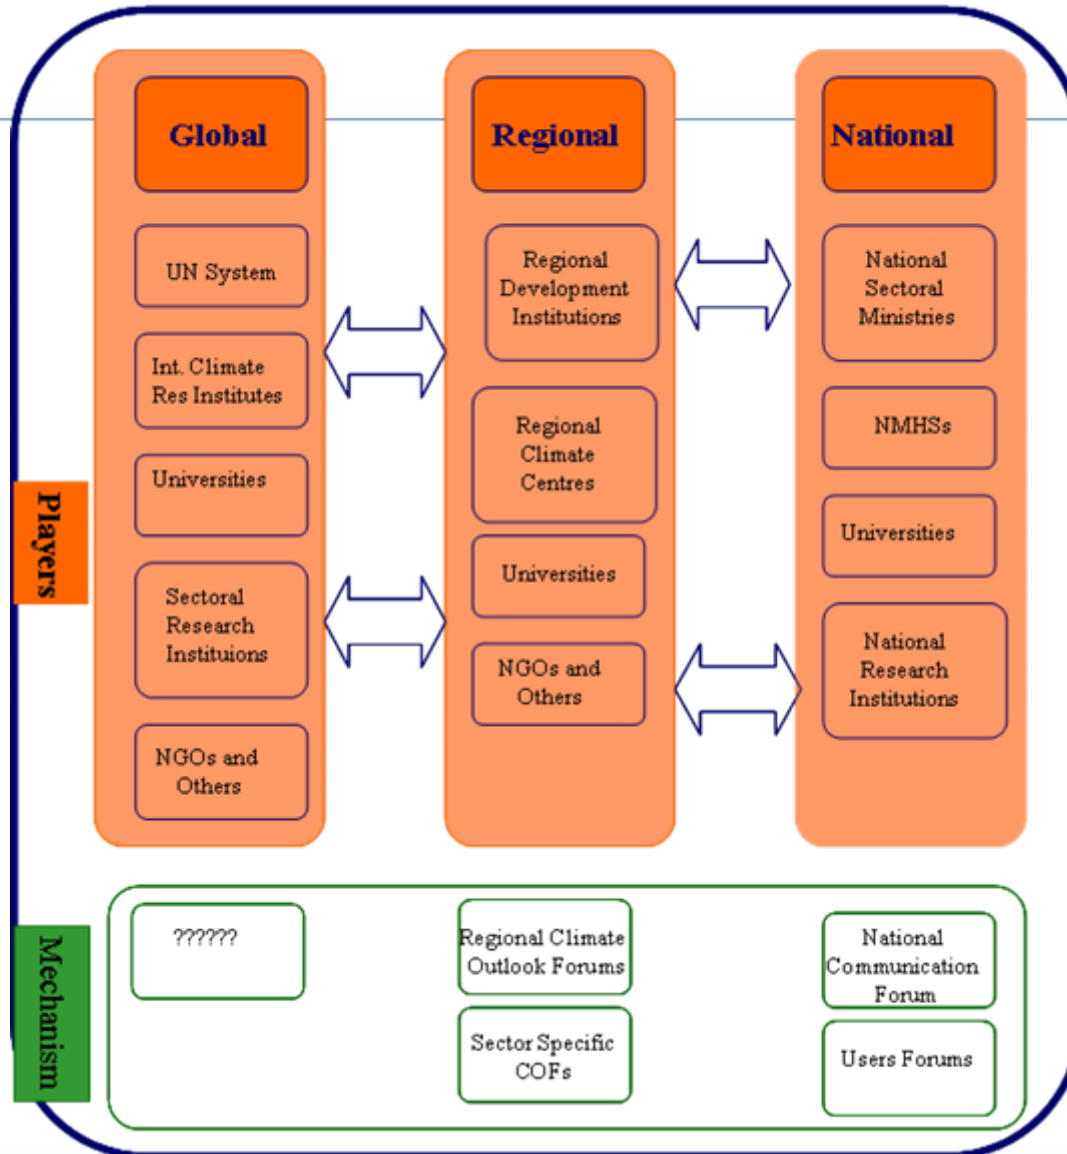 Global
Regional
National
UN System
Int. Climate
Res Institutes
Universities
Sectoral
Research
Instituions
NGOs and
Others
Regional
Development
Institutions
Regional
Climate
Centres
Universities
NGOs and
Others
National
Sectoral
Ministries
NMHSs
Universities
National
Research
Institutions
Players
Mechanism
??????
Regional Climate
Outlook Forums
Sector Specific
COFs
National
Communication
Forum
Users Forums